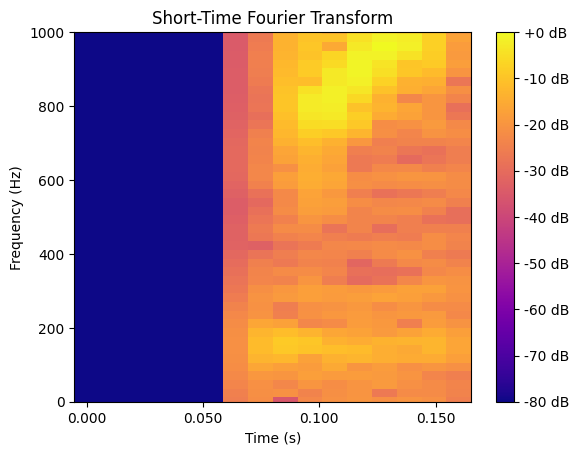 Short-Time Fourier Transform
1000
800
600
400
200
0
Frequency (Hz)
0.000
0.050
0.100
0.150
Time (s)
+0 dB
-10 dB
-20 dB
-30 dB
-40 dB
-50 dB
-60 dB
-70 dB
-80 dB